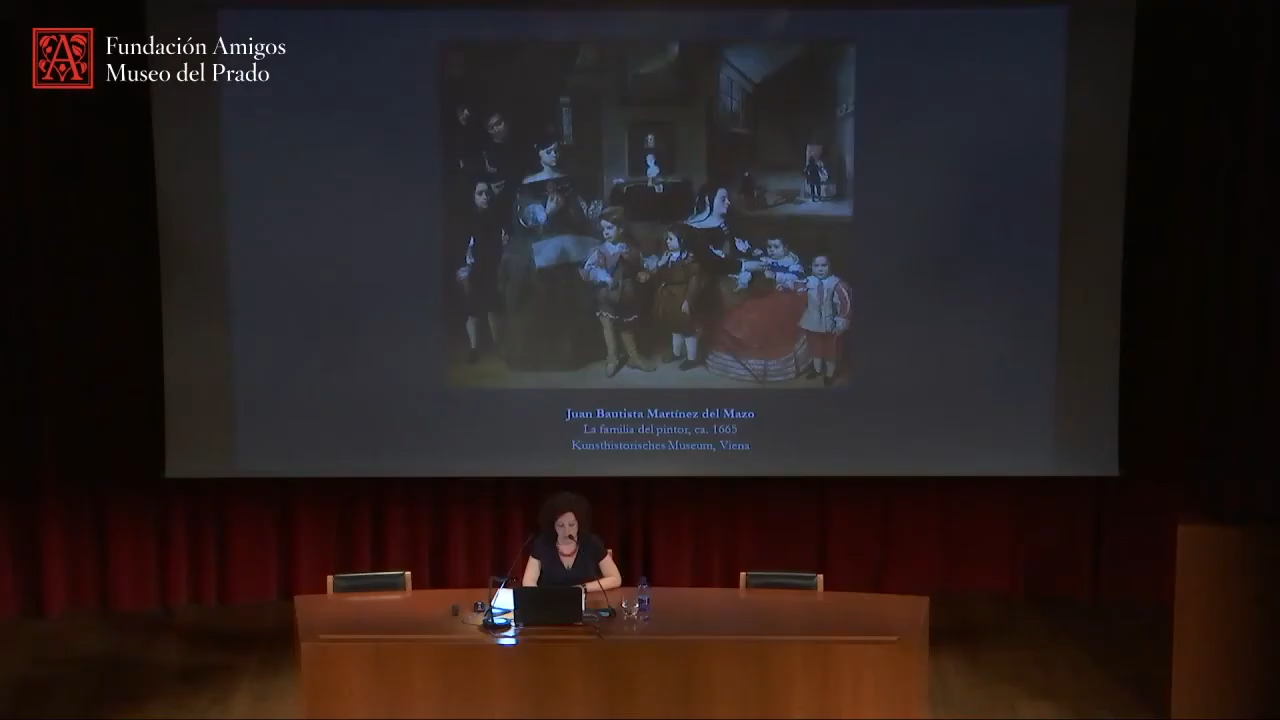 Fundación Amigos
Museo del Prado
Juan Bautista Martínez del Mazo
La familia del pintor, ca. 1665
Kunsthistorisches Museum, Viena